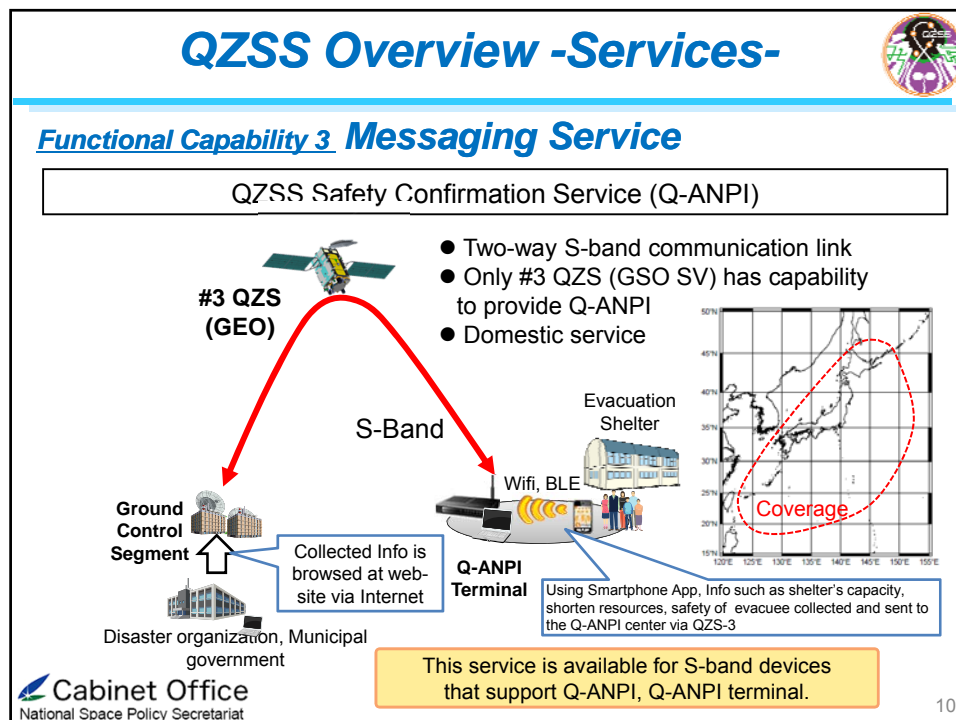 QZSS Overview -Services-
QZSS
Functional Capability 3 Messaging Service
QZSS Safety Confirmation Service (Q-ANPI)
● Two-way S-band communication link
● Only #3 QZS (GSO SV) has capability
to provide Q-ANPI
● Domestic service
#3 QZS
(GEO)
S-Band
Evacuation
Shelter
Wifi, BLE
Ground
Control
Segment
Collected Info is
browsed at web-
site via Internet
Q-ANPI
Terminal
Disaster organization, Municipal
government
50°N
45°N
40°N
35°N
30°N
25°N
20°N
15°N
120°E 125°E 130°E 135°E 140°E 145°E 150°E 155°E
Coverage
Using Smartphone App, Info such as shelter's capacity,
shorten resources, safety of evacuee collected and sent to
the Q-ANPI center via QZS-3
This service is available for S-band devices
that support Q-ANPI, Q-ANPI terminal.
Cabinet Office
National Space Policy Secretariat
10